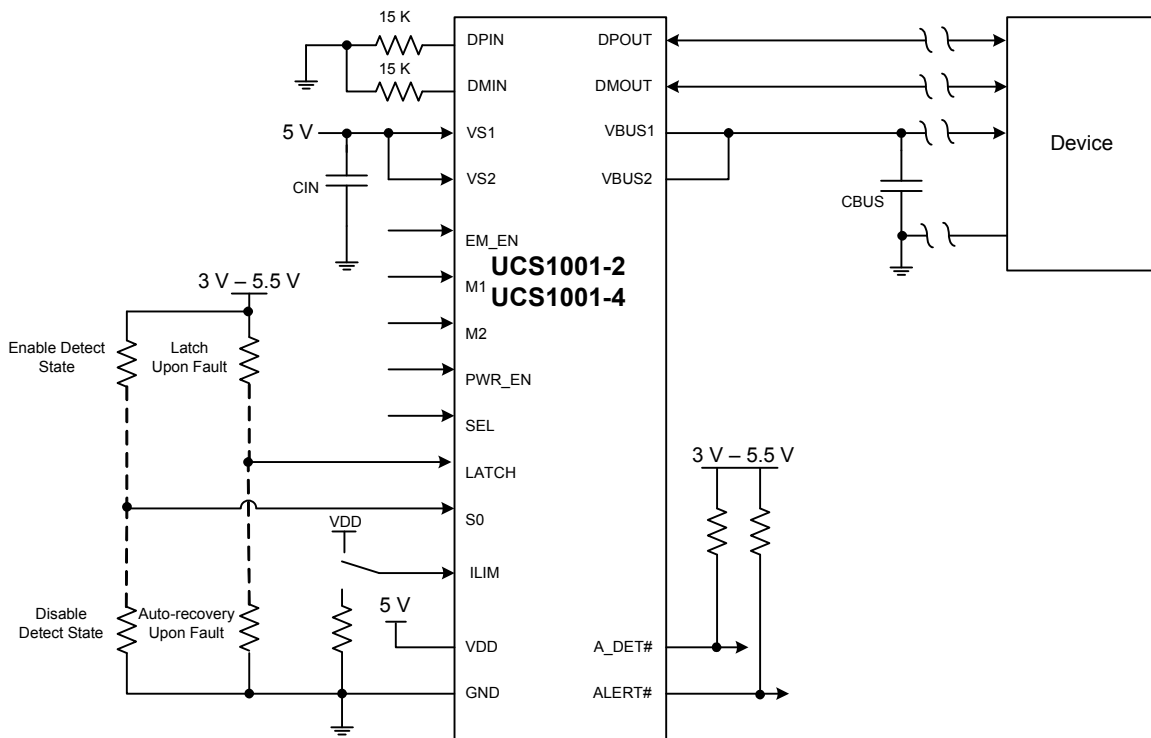 15 K
DPIN
DPOUT
15 K
DMIN
DMOUT
5 V
VS1
VBUS1
Device
CIN
VS2
VBUS2
CBUS
EM_EN
UCS1001-2
UCS1001-4
3 V – 5.5 V
M1
M2
Enable Detect
State
Latch
Upon Fault
PWR_EN
SEL
LATCH
3 V – 5.5 V
S0
VDD
ILIM
Disable
Detect State
Auto-recovery
Upon Fault
5 V
VDD
A_DET#
GND
ALERT#